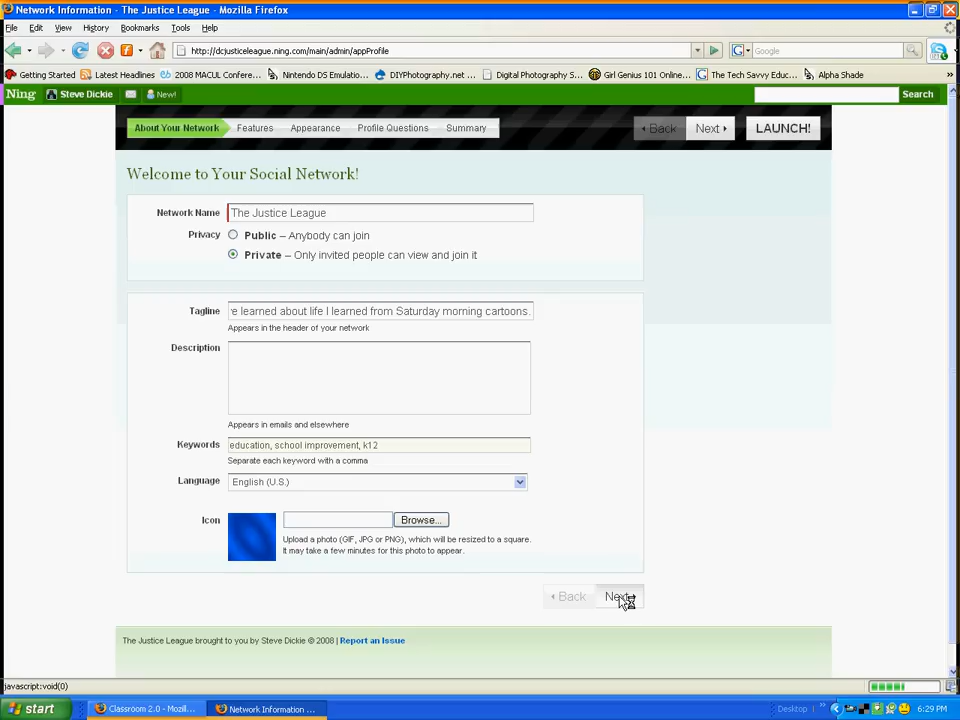 Network Information - The Justice League - Mozilla Firefox
File Edit View History Bookmarks Tools Help
http://dcjusticeleague.ning.com/main/admin/appProfile
Google
Getting Started Latest Headlines 2008 MACUL Confere... Nintendo DS Emulatio... DIYPhotography.net ... Digital Photography S... Girl Genius 101 Online... The Tech Savvy Educ... Alpha Shade »
Ning Steve Dickie New! Search
About Your Network Features Appearance Profile Questions Summary Back Next LAUNCH!
Welcome to Your Social Network!
Network Name The Justice League
Privacy Public – Anybody can join
Private – Only invited people can view and join it
Tagline 've learned about life I learned from Saturday morning cartoons.
Appears in the header of your network
Description
Appears in emails and elsewhere
Keywords education, school improvement, k12
Separate each keyword with a comma
Language English (U.S.)
Icon Browse...
Upload a photo (GIF, JPG or PNG), which will be resized to a square.
It may take a few minutes for this photo to appear.
Back Next
The Justice League brought to you by Steve Dickie © 2008 | Report an Issue
javascript:void(0)
start Classroom 2.0 - Mozil... Network Information ... Desktop » 6:29 PM